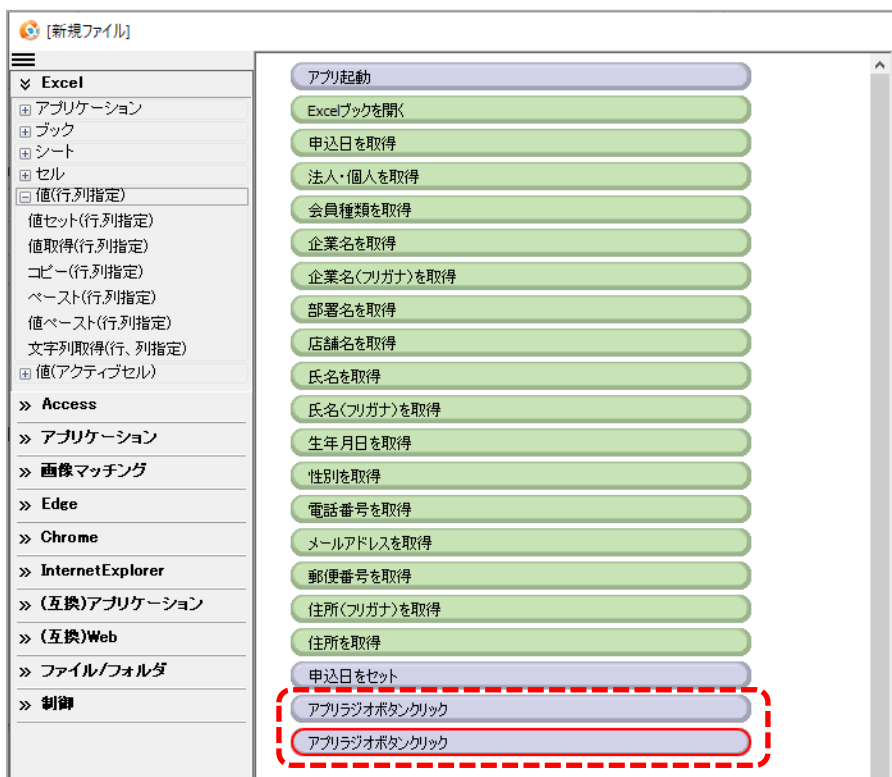 [新規ファイル]
Excel
アプリケーション
ブック
シート
セル
値(行,列指定)
値セット(行,列指定)
値取得(行,列指定)
コピー(行,列指定)
ペースト(行,列指定)
値ペースト(行,列指定)
文字列取得(行、列指定)
値(アクティブセル)
Access
アプリケーション
画像マッチング
Edge
Chrome
InternetExplorer
(互換)アプリケーション
(互換)Web
ファイル/フォルダ
制御
アプリ起動
Excelブックを開く
申込日を取得
法人・個人を取得
会員種類を取得
企業名を取得
企業名(フリガナ)を取得
部署名を取得
店舗名を取得
氏名を取得
氏名(フリガナ)を取得
生年月日を取得
性別を取得
電話番号を取得
メールアドレスを取得
郵便番号を取得
住所(フリガナ)を取得
住所を取得
申込日をセット
アプリラジオボタンクリック
アプリラジオボタンクリック